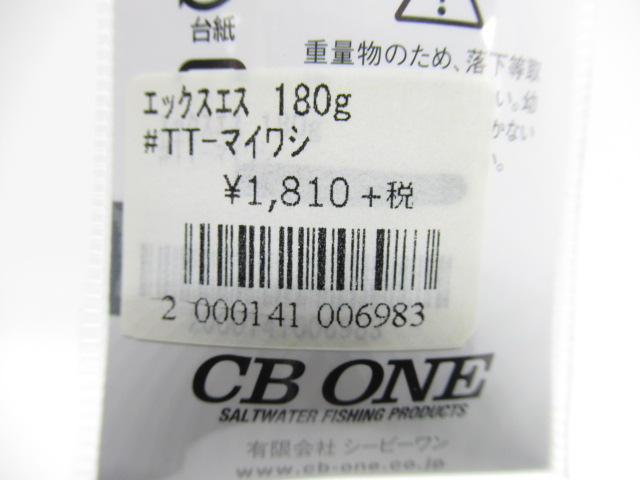 台紙
重量物のため、落下等取
い。幼
かない
い。
エックスエス 180g
#TT-マイワシ
¥1,810+税
2 000141 006983
CB ONE
SALTWATER FISHING PRODUCTS
有限会社 シービーワン
www.cb-one.co.jp